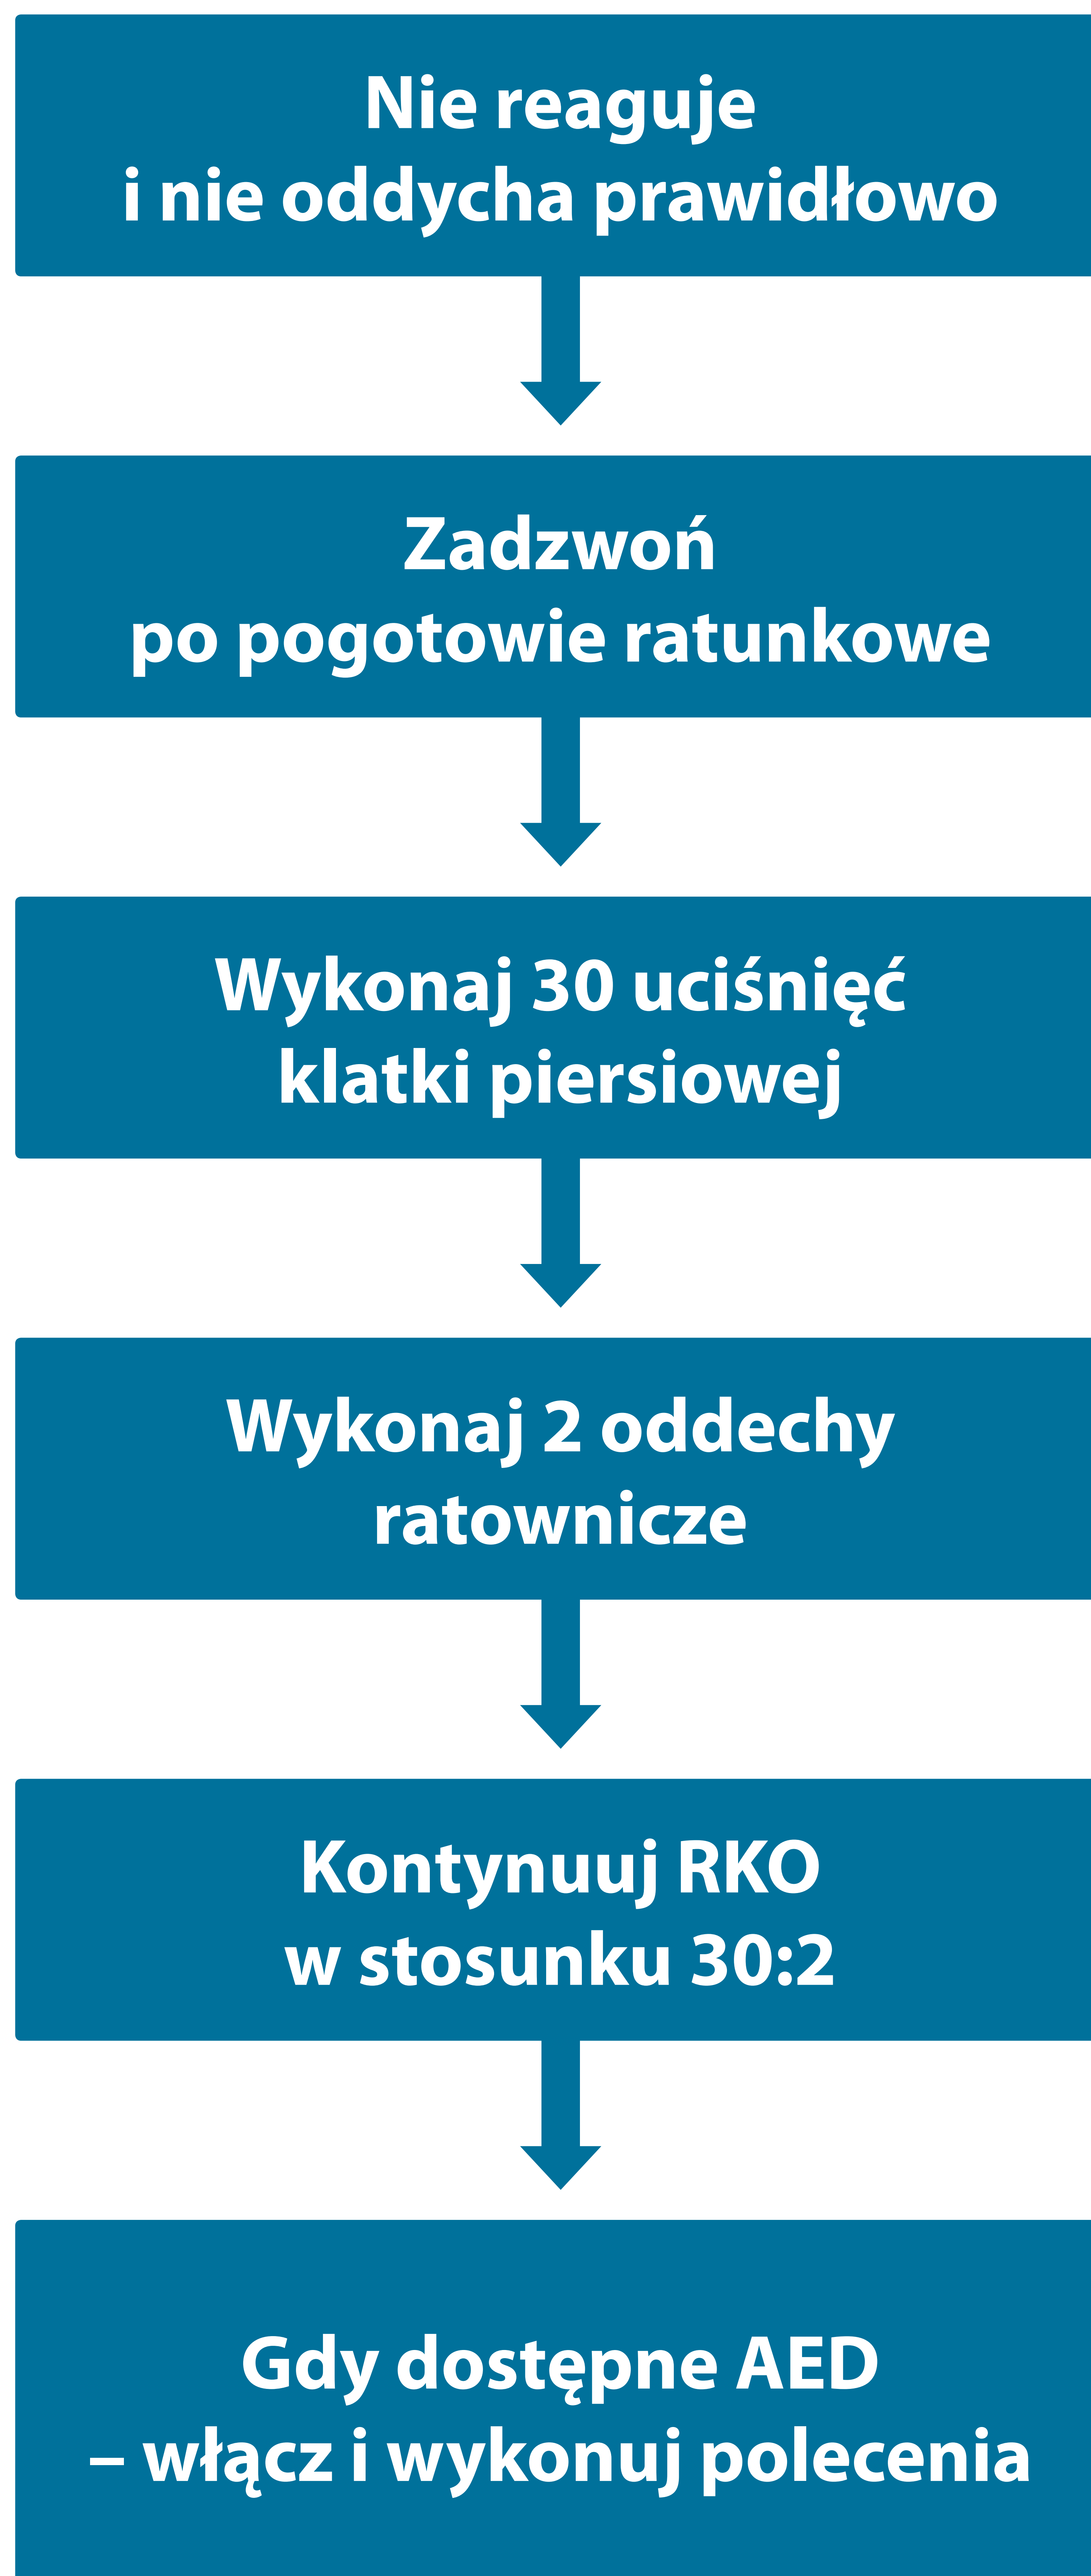 Nie reaguje
i nie oddycha prawidłowo
Zadzwoń
po pogotowie ratunkowe
Wykonaj 30 uciśnięć
klatki piersiowej
Wykonaj 2 oddechy
ratownicze
Kontynuuj RKO
w stosunku 30:2
Gdy dostępne AED
– włącz i wykonuj polecenia